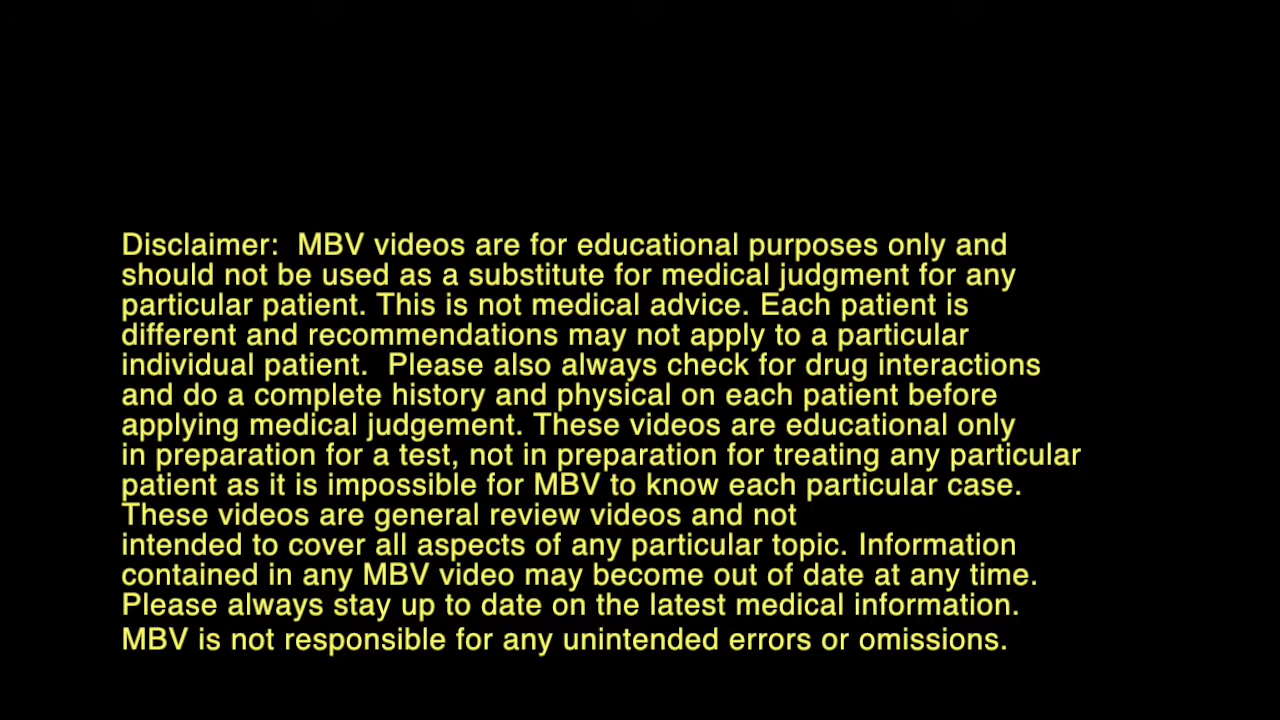 Disclaimer:  MBV videos are for educational purposes only and
should not be used as a substitute for medical judgment for any
particular patient. This is not medical advice. Each patient is
different and recommendations may not apply to a particular
individual patient.  Please also always check for drug interactions
and do a complete history and physical on each patient before
applying medical judgement. These videos are educational only
in preparation for a test, not in preparation for treating any particular
patient as it is impossible for MBV to know each particular case.
These videos are general review videos and not
intended to cover all aspects of any particular topic. Information
contained in any MBV video may become out of date at any time.
Please always stay up to date on the latest medical information.
MBV is not responsible for any unintended errors or omissions.